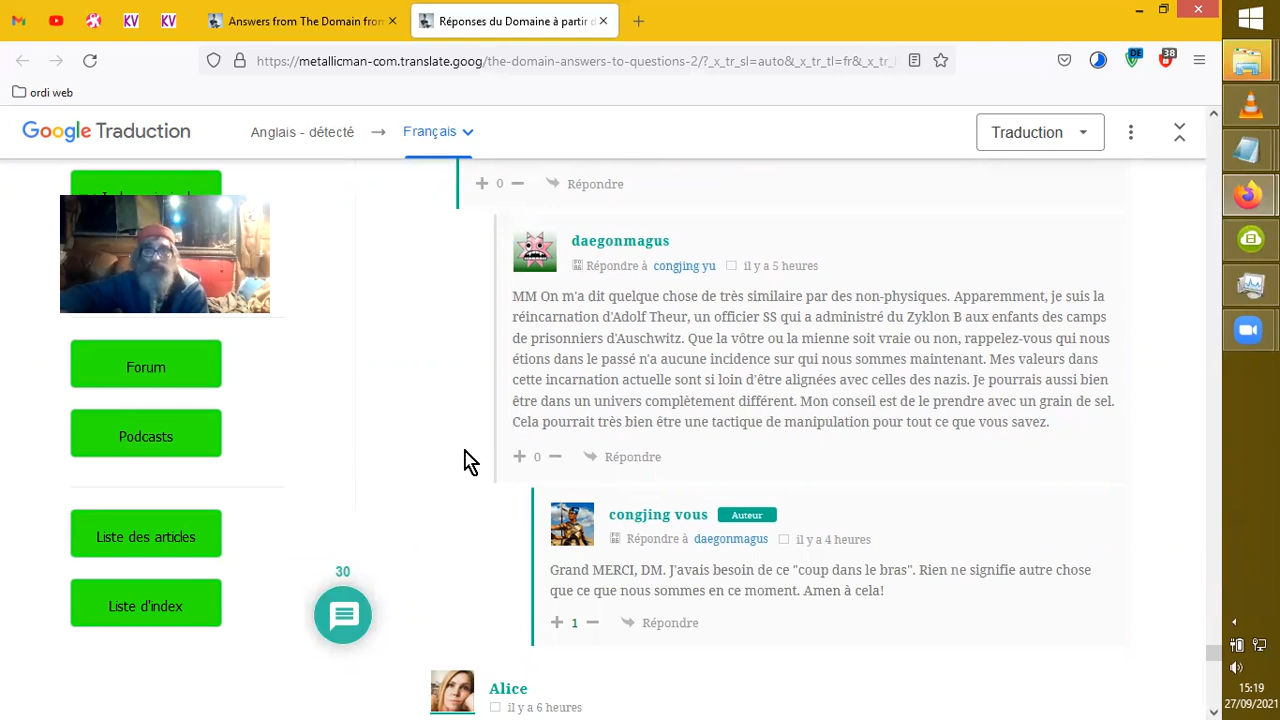 KV
KV
Answers from The Domain fron
Réponses du Domaine à partir d
https://metallicman-com.translate.goog/the-domain-answers-to-questions-2/?_x_tr_sl=auto&_x_tr_tl=fr&_x_tr_
DE
38
ordi web
Google Traduction
Anglais - détecté
Français
Traduction
0
Répondre
daegonmagus
Répondre à congjing yu il y a 5 heures
MM On m'a dit quelque chose de très similaire par des non-physiques. Apparemment, je suis la
réincarnation d'Adolf Theur, un officier SS qui a administré du Zyklon B aux enfants des camps
de prisonniers d'Auschwitz. Que la vôtre ou la mienne soit vraie ou non, rappelez-vous qui nous
étions dans le passé n'a aucune incidence sur qui nous sommes maintenant. Mes valeurs dans
cette incarnation actuelle sont si loin d'être alignées avec celles des nazis. Je pourrais aussi bien
être dans un univers complètement différent. Mon conseil est de le prendre avec un grain de sel.
Cela pourrait très bien être une tactique de manipulation pour tout ce que vous savez.
0
Répondre
congjing vous Auteur
Répondre à daegonmagus il y a 4 heures
Grand MERCI, DM. J'avais besoin de ce "coup dans le bras". Rien ne signifie autre chose
que ce que nous sommes en ce moment. Amen à cela!
1
Répondre
Alice
il y a 6 heures
Forum
Podcasts
Liste des articles
Liste d'index
30
15:19
27/09/2021